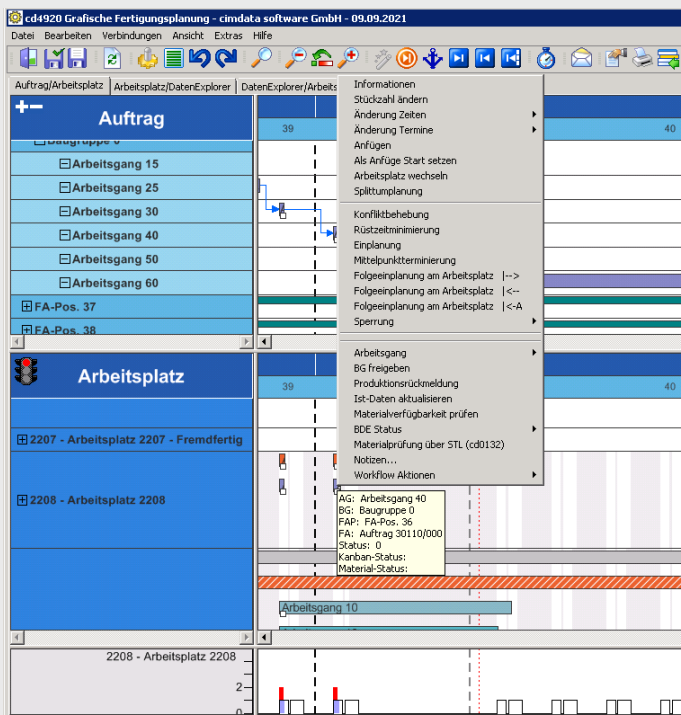 cd4920 Grafische Fertigungsplanung - cimdata software GmbH - 09.09.2021
Datei Bearbeiten Verbindungen Ansicht Extras Hilfe
Auftrag/Arbeitsplatz Arbeitsplatz/DatenExplorer DatenExplorer/Arbeits
Auftrag
39
40
Baugruppe 0
Arbeitsgang 15
Arbeitsgang 25
Arbeitsgang 30
Arbeitsgang 40
Arbeitsgang 50
Arbeitsgang 60
FA-Pos. 37
FA-Pos. 38
Informationen
Stückzahl ändern
Änderung Zeiten
Änderung Termine
Anfügen
Als Anfüge Start setzen
Arbeitsplatz wechseln
Splittumplanung
Konfliktbehebung
Rüstzeitminimierung
Einplanung
Mittelpunktterminierung
Folgeeinplanung am Arbeitsplatz |-->
Folgeeinplanung am Arbeitsplatz |<--
Folgeeinplanung am Arbeitsplatz |<-A
Sperrung
Arbeitsgang
BG freigeben
Produktionsrückmeldung
Ist-Daten aktualisieren
Materialverfügbarkeit prüfen
BDE Status
Materialprüfung über STL (cd0132)
Notizen...
Workflow Aktionen
Arbeitsplatz
39
40
2207 - Arbeitsplatz 2207 - Fremdfertig
2208 - Arbeitsplatz 2208
AG: Arbeitsgang 40
BG: Baugruppe 0
FAP: FA-Pos. 36
FA: Auftrag 30110/000
Status: 0
Kanban-Status:
Material-Status:
Arbeitsgang 10
2208 - Arbeitsplatz 2208
2
0